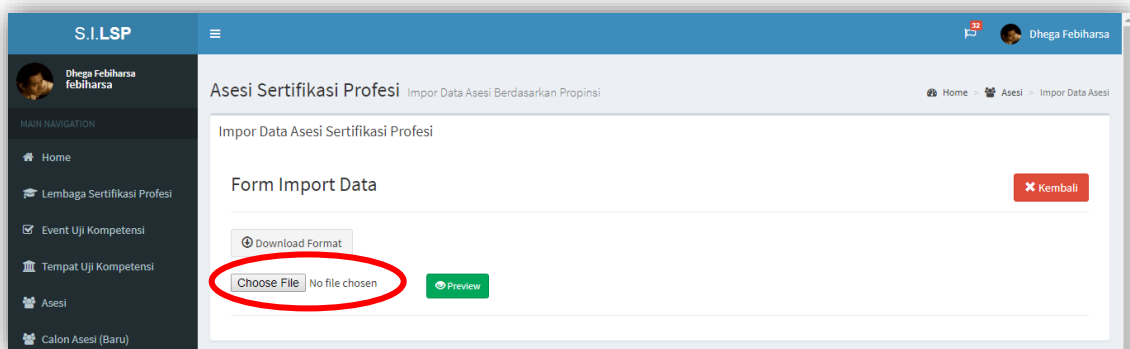 S.I.LSP
32
Dhega Febiharsa
Dhega Febiharsa
febiharsa
Asesi Sertifikasi Profesi Impor Data Asesi Berdasarkan Propinsi
Home > Asesi > Impor Data Asesi
MAIN NAVIGATION
Impor Data Asesi Sertifikasi Profesi
Home
Lembaga Sertifikasi Profesi
Event Uji Kompetensi
Tempat Uji Kompetensi
Asesi
Calon Asesi (Baru)
Form Import Data
Kembali
Download Format
Choose File No file chosen
Preview